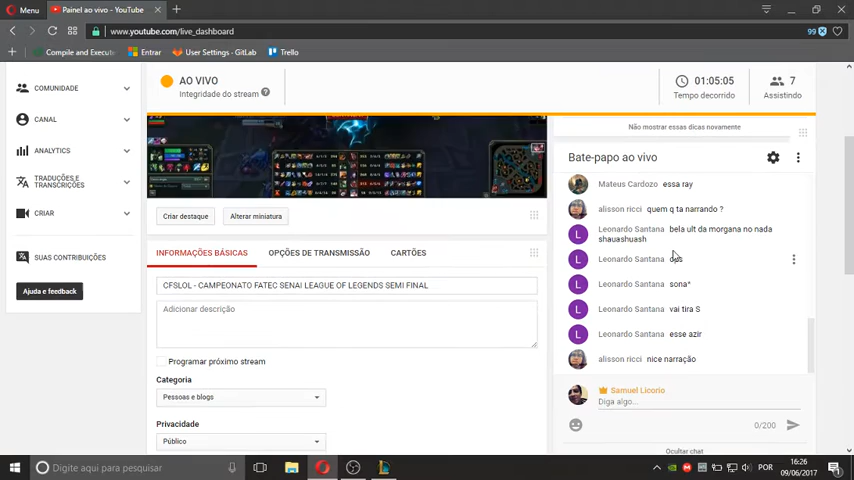 Menu
Painel ao vivo - YouTube
www.youtube.com/live_dashboard
99
Compile and Execute
Entrar
User Settings · GitLab
Trello
COMUNIDADE
CANAL
ANALYTICS
TRADUÇÕES E
TRANSCRIÇÕES
CRIAR
SUAS CONTRIBUIÇÕES
Ajuda e feedback
AO VIVO
Integridade do stream
01:05:05
Tempo decorrido
7
Assistindo
Criar destaque
Alterar miniatura
INFORMAÇÕES BÁSICAS
OPÇÕES DE TRANSMISSÃO
CARTÕES
CFSLOL - CAMPEONATO FATEC SENAI LEAGUE OF LEGENDS SEMI FINAL
Adicionar descrição
Programar próximo stream
Categoria
Pessoas e blogs
Privacidade
Público
Não mostrar essas dicas novamente
Bate-papo ao vivo
Mateus Cardozo essa ray
alisson ricci quem q ta narrando ?
L Leonardo Santana bela ult da morgana no nada
shauashuash
L Leonardo Santana
L Leonardo Santana sona*
L Leonardo Santana vai tira S
L Leonardo Santana esse azir
alisson ricci nice narração
Samuel Licorio
Diga algo...
0/200
Ocultar chat
Digite aqui para pesquisar
POR
16:26
09/06/2017